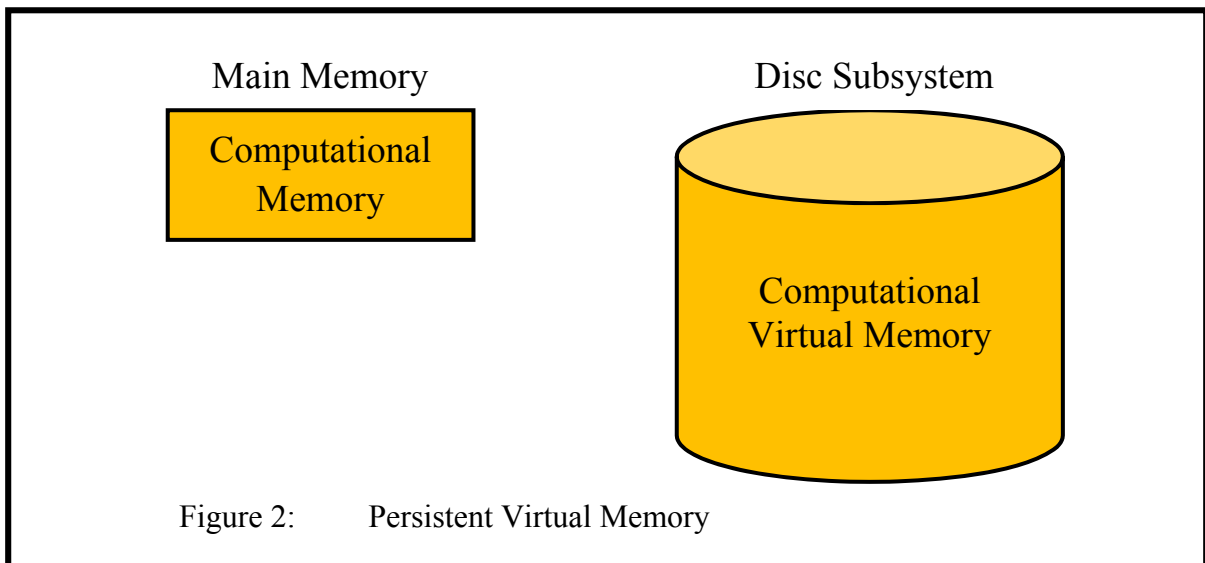 Main Memory
Disc Subsystem
Computational
Memory
Computational
Virtual Memory
Figure 2: Persistent Virtual Memory